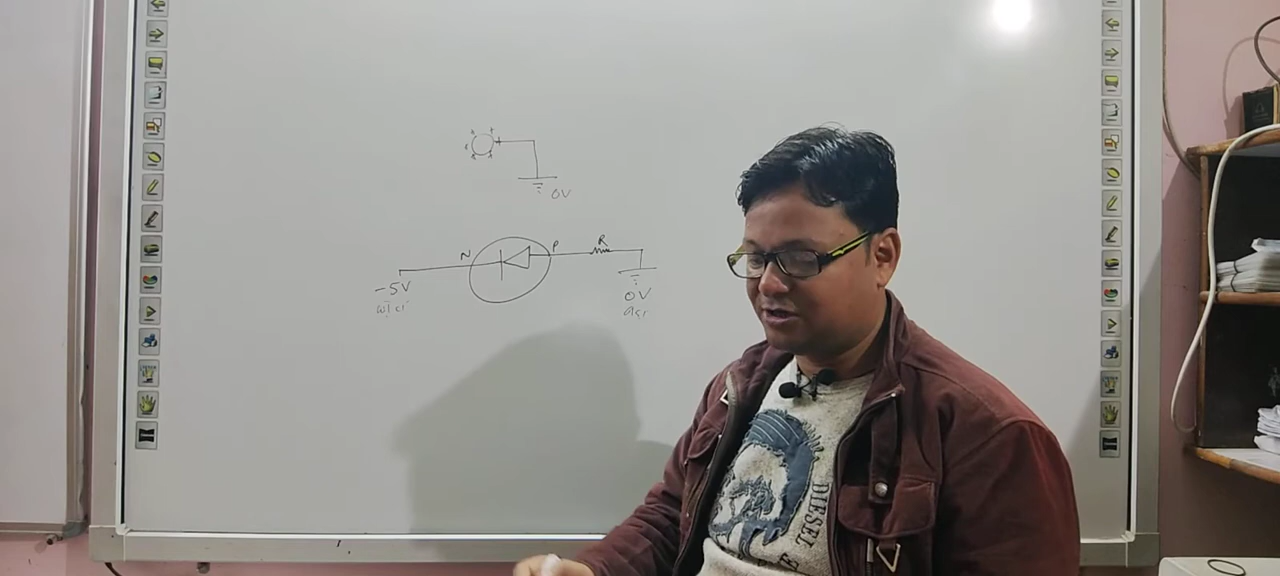 + + + + + +
0V
N P R
-5V 0V
DIESEL